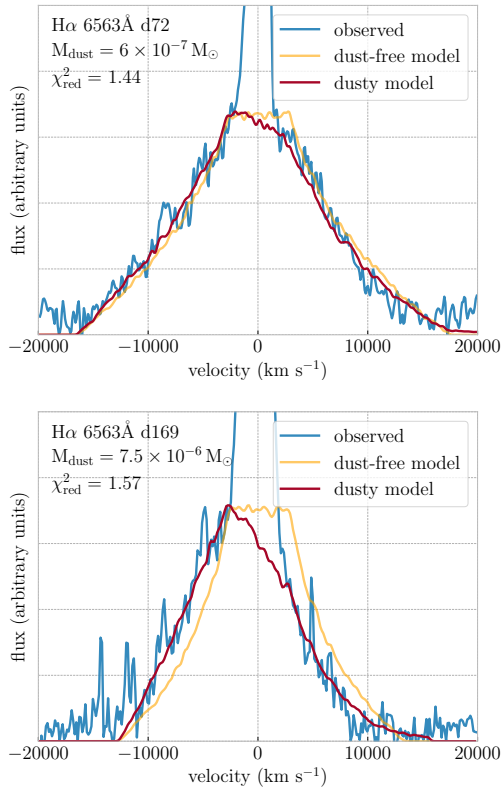 Hα 6563Å d72
M_dust = 6 × 10⁻⁷ M_⊙
χ²_red = 1.44
observed
dust-free model
dusty model
flux (arbitrary units)
−20000 −10000 0 10000 20000
velocity (km s⁻¹)
Hα 6563Å d169
M_dust = 7.5 × 10⁻⁶ M_⊙
χ²_red = 1.57
observed
dust-free model
dusty model
flux (arbitrary units)
−20000 −10000 0 10000 20000
velocity (km s⁻¹)